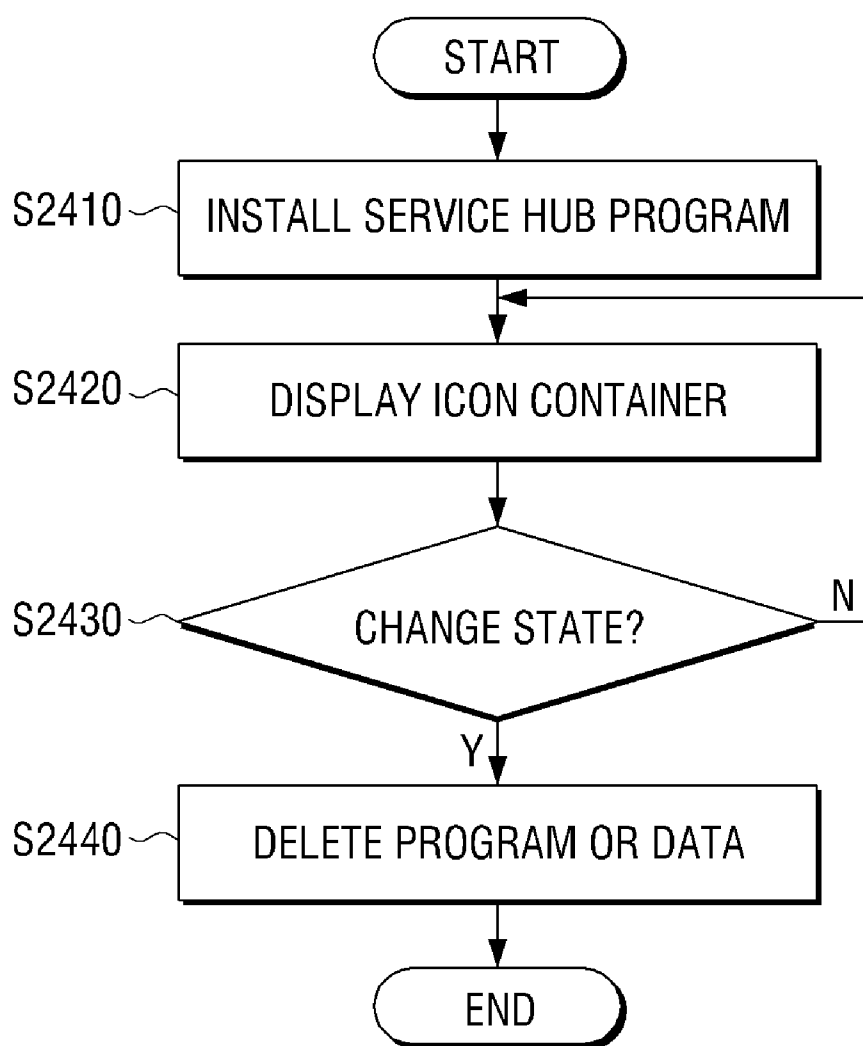 START
S2410 INSTALL SERVICE HUB PROGRAM
S2420 DISPLAY ICON CONTAINER
S2430 CHANGE STATE? N
Y
S2440 DELETE PROGRAM OR DATA
END